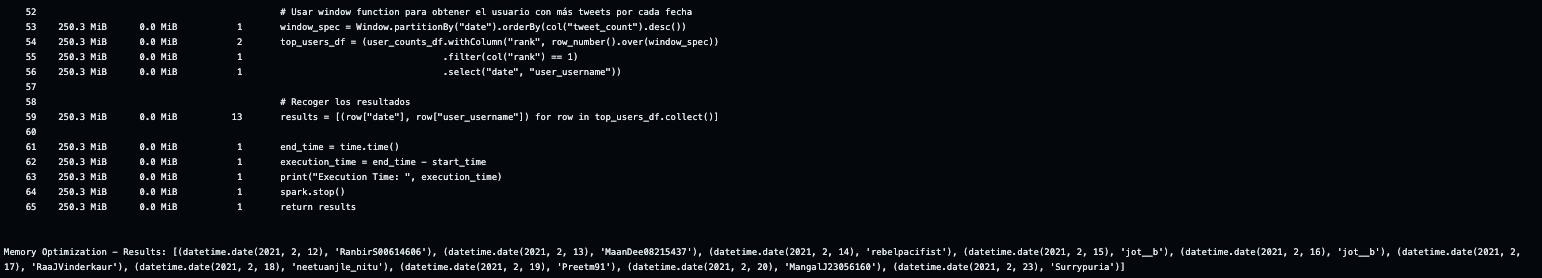 52 # Usar window function para obtener el usuario con más tweets por cada fecha
53 250.3 MiB 0.0 MiB 1 window_spec = Window.partitionBy("date").orderBy(col("tweet_count").desc())
54 250.3 MiB 0.0 MiB 2 top_users_df = (user_counts_df.withColumn("rank", row_number().over(window_spec))
55 250.3 MiB 0.0 MiB 1 .filter(col("rank") == 1)
56 250.3 MiB 0.0 MiB 1 .select("date", "user_username"))
57
58 # Recoger los resultados
59 250.3 MiB 0.0 MiB 13 results = [(row["date"], row["user_username"]) for row in top_users_df.collect()]
60
61 250.3 MiB 0.0 MiB 1 end_time = time.time()
62 250.3 MiB 0.0 MiB 1 execution_time = end_time - start_time
63 250.3 MiB 0.0 MiB 1 print("Execution Time: ", execution_time)
64 250.3 MiB 0.0 MiB 1 spark.stop()
65 250.3 MiB 0.0 MiB 1 return results
Memory Optimization - Results: [(datetime.date(2021, 2, 12), 'RanbirS00614606'), (datetime.date(2021, 2, 13), 'MaanDee08215437'), (datetime.date(2021, 2, 14), 'rebelpacifist'), (datetime.date(2021, 2, 15), 'jot__b'), (datetime.date(2021, 2, 16), 'jot__b'), (datetime.date(2021, 2,
17), 'RaaJVinderkaur'), (datetime.date(2021, 2, 18), 'neetuanjle_nitu'), (datetime.date(2021, 2, 19), 'Preetm91'), (datetime.date(2021, 2, 20), 'MangalJ23056160'), (datetime.date(2021, 2, 23), 'Surrypuria')]